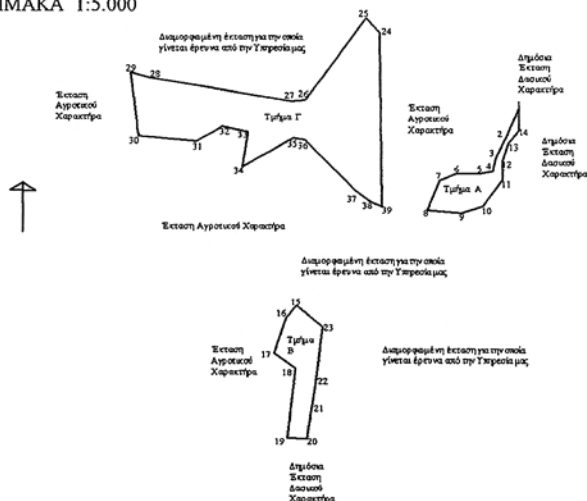 ΙΜΑΚΑ 1:5.000
25
Διαμορφαμένη έκταση για την οποία
γίνεται έρευνα από την Υπηρεσία μας
24
29
28
Έκταση
Αγροτικού
Χαρακτήρα
27 26
Τμήμα Γ
30
31
32
33
34
35 36
37
38
39
Έκταση
Αγροτικού
Χαρακτήρα
Δημόσια
Έκταση
Δασικού
Χαρακτήρα
2
14
13
3
12
4
5
6
7
11
Τμήμα Α
8
9
10
Δημόσια
Έκταση
Δασικού
Χαρακτήρα
Έκταση Αγροτικού Χαρακτήρα
Διαμορφαμένη έκταση για την οποία
γίνεται έρευνα από την Υπηρεσία μας
15
16
23
Τμήμα
Β
17
18
Έκταση
Αγροτικού
Χαρακτήρα
22
21
19
20
Διαμορφαμένη έκταση για την οποία
γίνεται έρευνα από την Υπηρεσία μας
Δημόσια
Έκταση
Δασικού
Χαρακτήρα